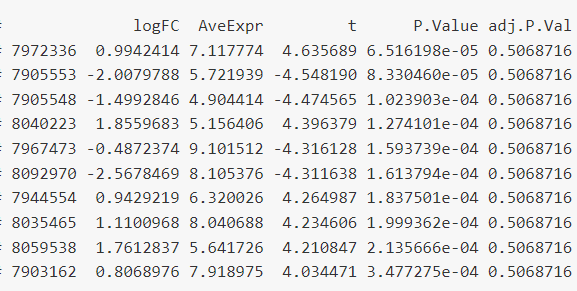 # logFC AveExpr t P.Value adj.P.Val
# 7972336 0.9942414 7.117774 4.635689 6.516198e-05 0.5068716
# 7905553 -2.0079788 5.721939 -4.548190 8.330460e-05 0.5068716
# 7905548 -1.4992846 4.904414 -4.474565 1.023903e-04 0.5068716
# 8040223 1.8559683 5.156406 4.396379 1.274101e-04 0.5068716
# 7967473 -0.4872374 9.101512 -4.316128 1.593739e-04 0.5068716
# 8092970 -2.5678469 8.105376 -4.311638 1.613794e-04 0.5068716
# 7944554 0.9429219 6.320026 4.264987 1.837501e-04 0.5068716
# 8035465 1.1100968 8.040688 4.234606 1.999362e-04 0.5068716
# 8059538 1.7612837 5.641726 4.210847 2.135666e-04 0.5068716
# 7903162 0.8068976 7.918975 4.034471 3.477275e-04 0.5068716